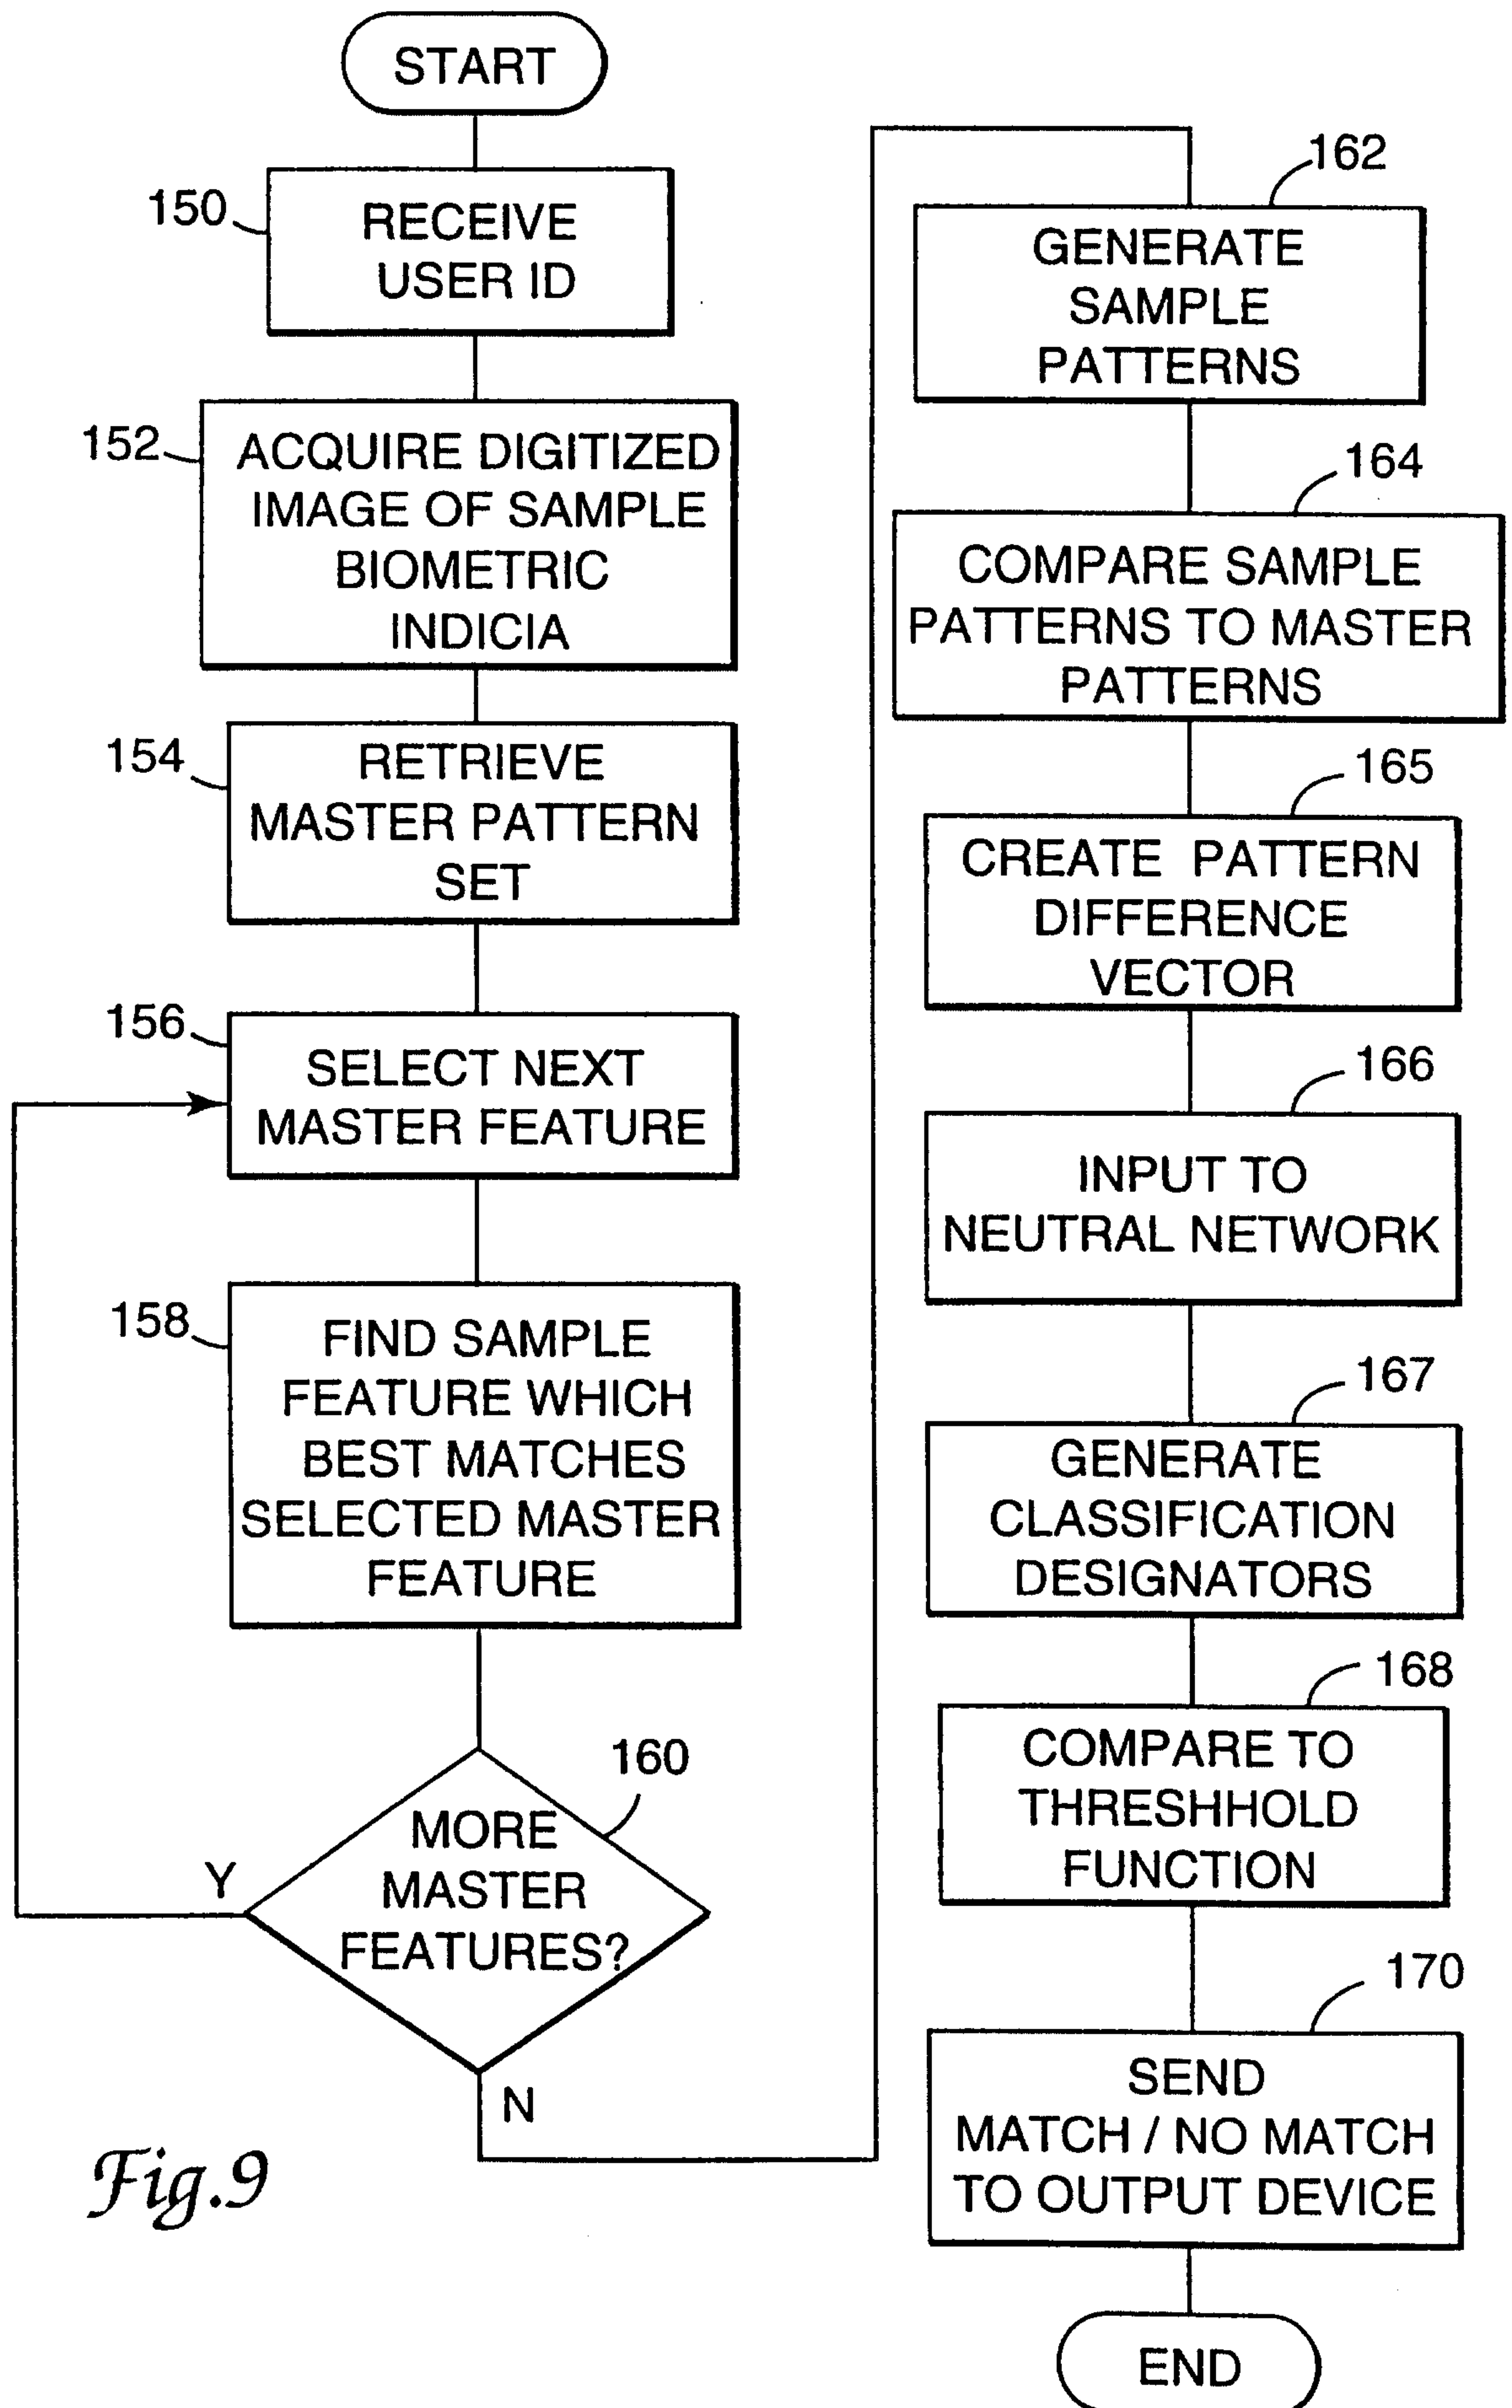 START
150
RECEIVE
USER ID
152
ACQUIRE DIGITIZED
IMAGE OF SAMPLE
BIOMETRIC
INDICIA
154
RETRIEVE
MASTER PATTERN
SET
156
SELECT NEXT
MASTER FEATURE
158
FIND SAMPLE
FEATURE WHICH
BEST MATCHES
SELECTED MASTER
FEATURE
160
MORE
MASTER
FEATURES?
Y
N
162
GENERATE
SAMPLE
PATTERNS
164
COMPARE SAMPLE
PATTERNS TO MASTER
PATTERNS
165
CREATE PATTERN
DIFFERENCE
VECTOR
166
INPUT TO
NEUTRAL NETWORK
167
GENERATE
CLASSIFICATION
DESIGNATORS
168
COMPARE TO
THRESHHOLD
FUNCTION
170
SEND
MATCH / NO MATCH
TO OUTPUT DEVICE
END
Fig.9